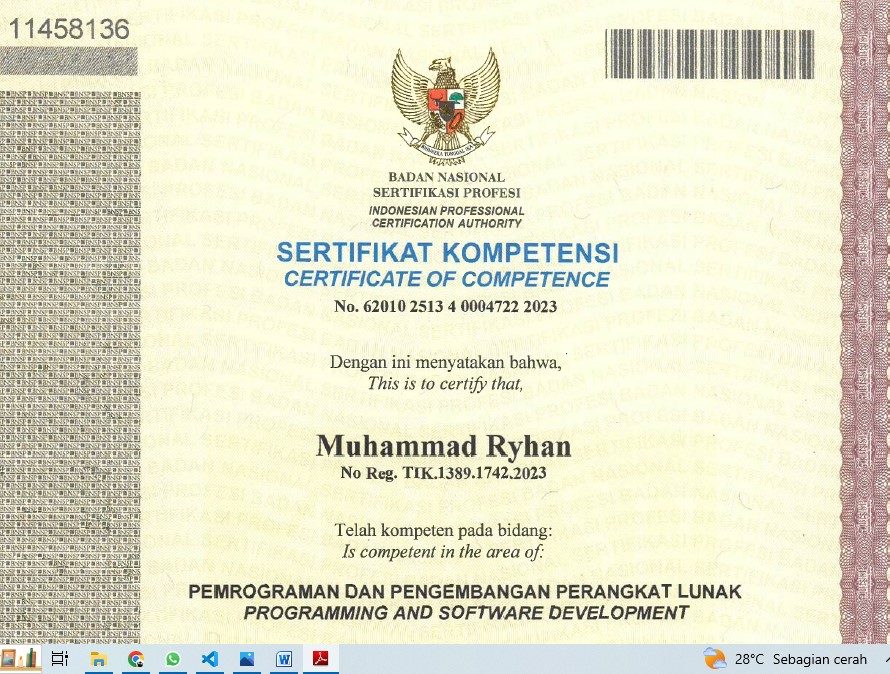 11458136
BHINNEKA TUNGGAL IKA
BADAN NASIONAL
SERTIFIKASI PROFESI
INDONESIAN PROFESSIONAL
CERTIFICATION AUTHORITY
SERTIFIKAT KOMPETENSI
CERTIFICATE OF COMPETENCE
No. 62010 2513 4 0004722 2023
Dengan ini menyatakan bahwa,
This is to certify that,
Muhammad Ryhan
No Reg. TIK.1389.1742.2023
Telah kompeten pada bidang:
Is competent in the area of:
PEMROGRAMAN DAN PENGEMBANGAN PERANGKAT LUNAK
PROGRAMMING AND SOFTWARE DEVELOPMENT
28°C Sebagian cerah